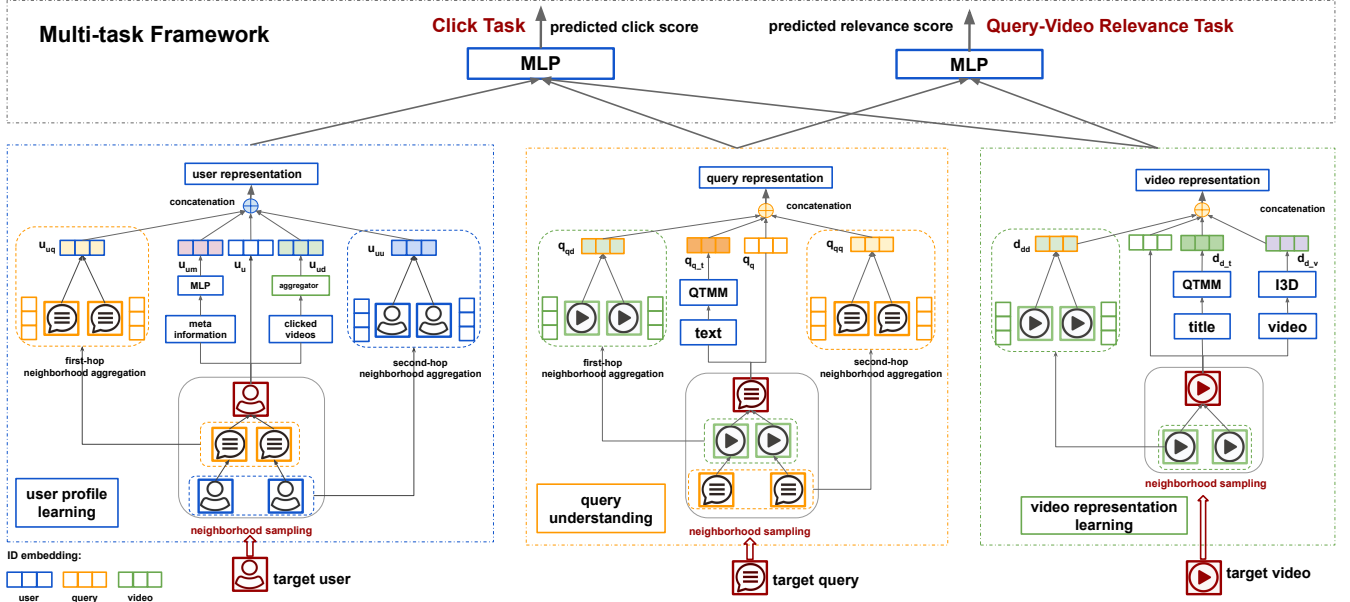 Multi-task Framework
Click Task
predicted click score
MLP
predicted relevance score
Query-Video Relevance Task
MLP
user representation
concatenation
u_uq
u_um
u_u
u_ud
u_uu
MLP
aggregator
meta
information
clicked
videos
first-hop
neighborhood aggregation
second-hop
neighborhood aggregation
user profile
learning
neighborhood sampling
target user
ID embedding:
user
query
video
query representation
concatenation
q_qd
q_q_t
q_q
q_qq
QTMM
text
first-hop
neighborhood aggregation
second-hop
neighborhood aggregation
query
understanding
neighborhood sampling
target query
video representation
concatenation
d_dd
d_d_t
d_d_v
QTMM
I3D
title
video
neighborhood sampling
video representation
learning
target video